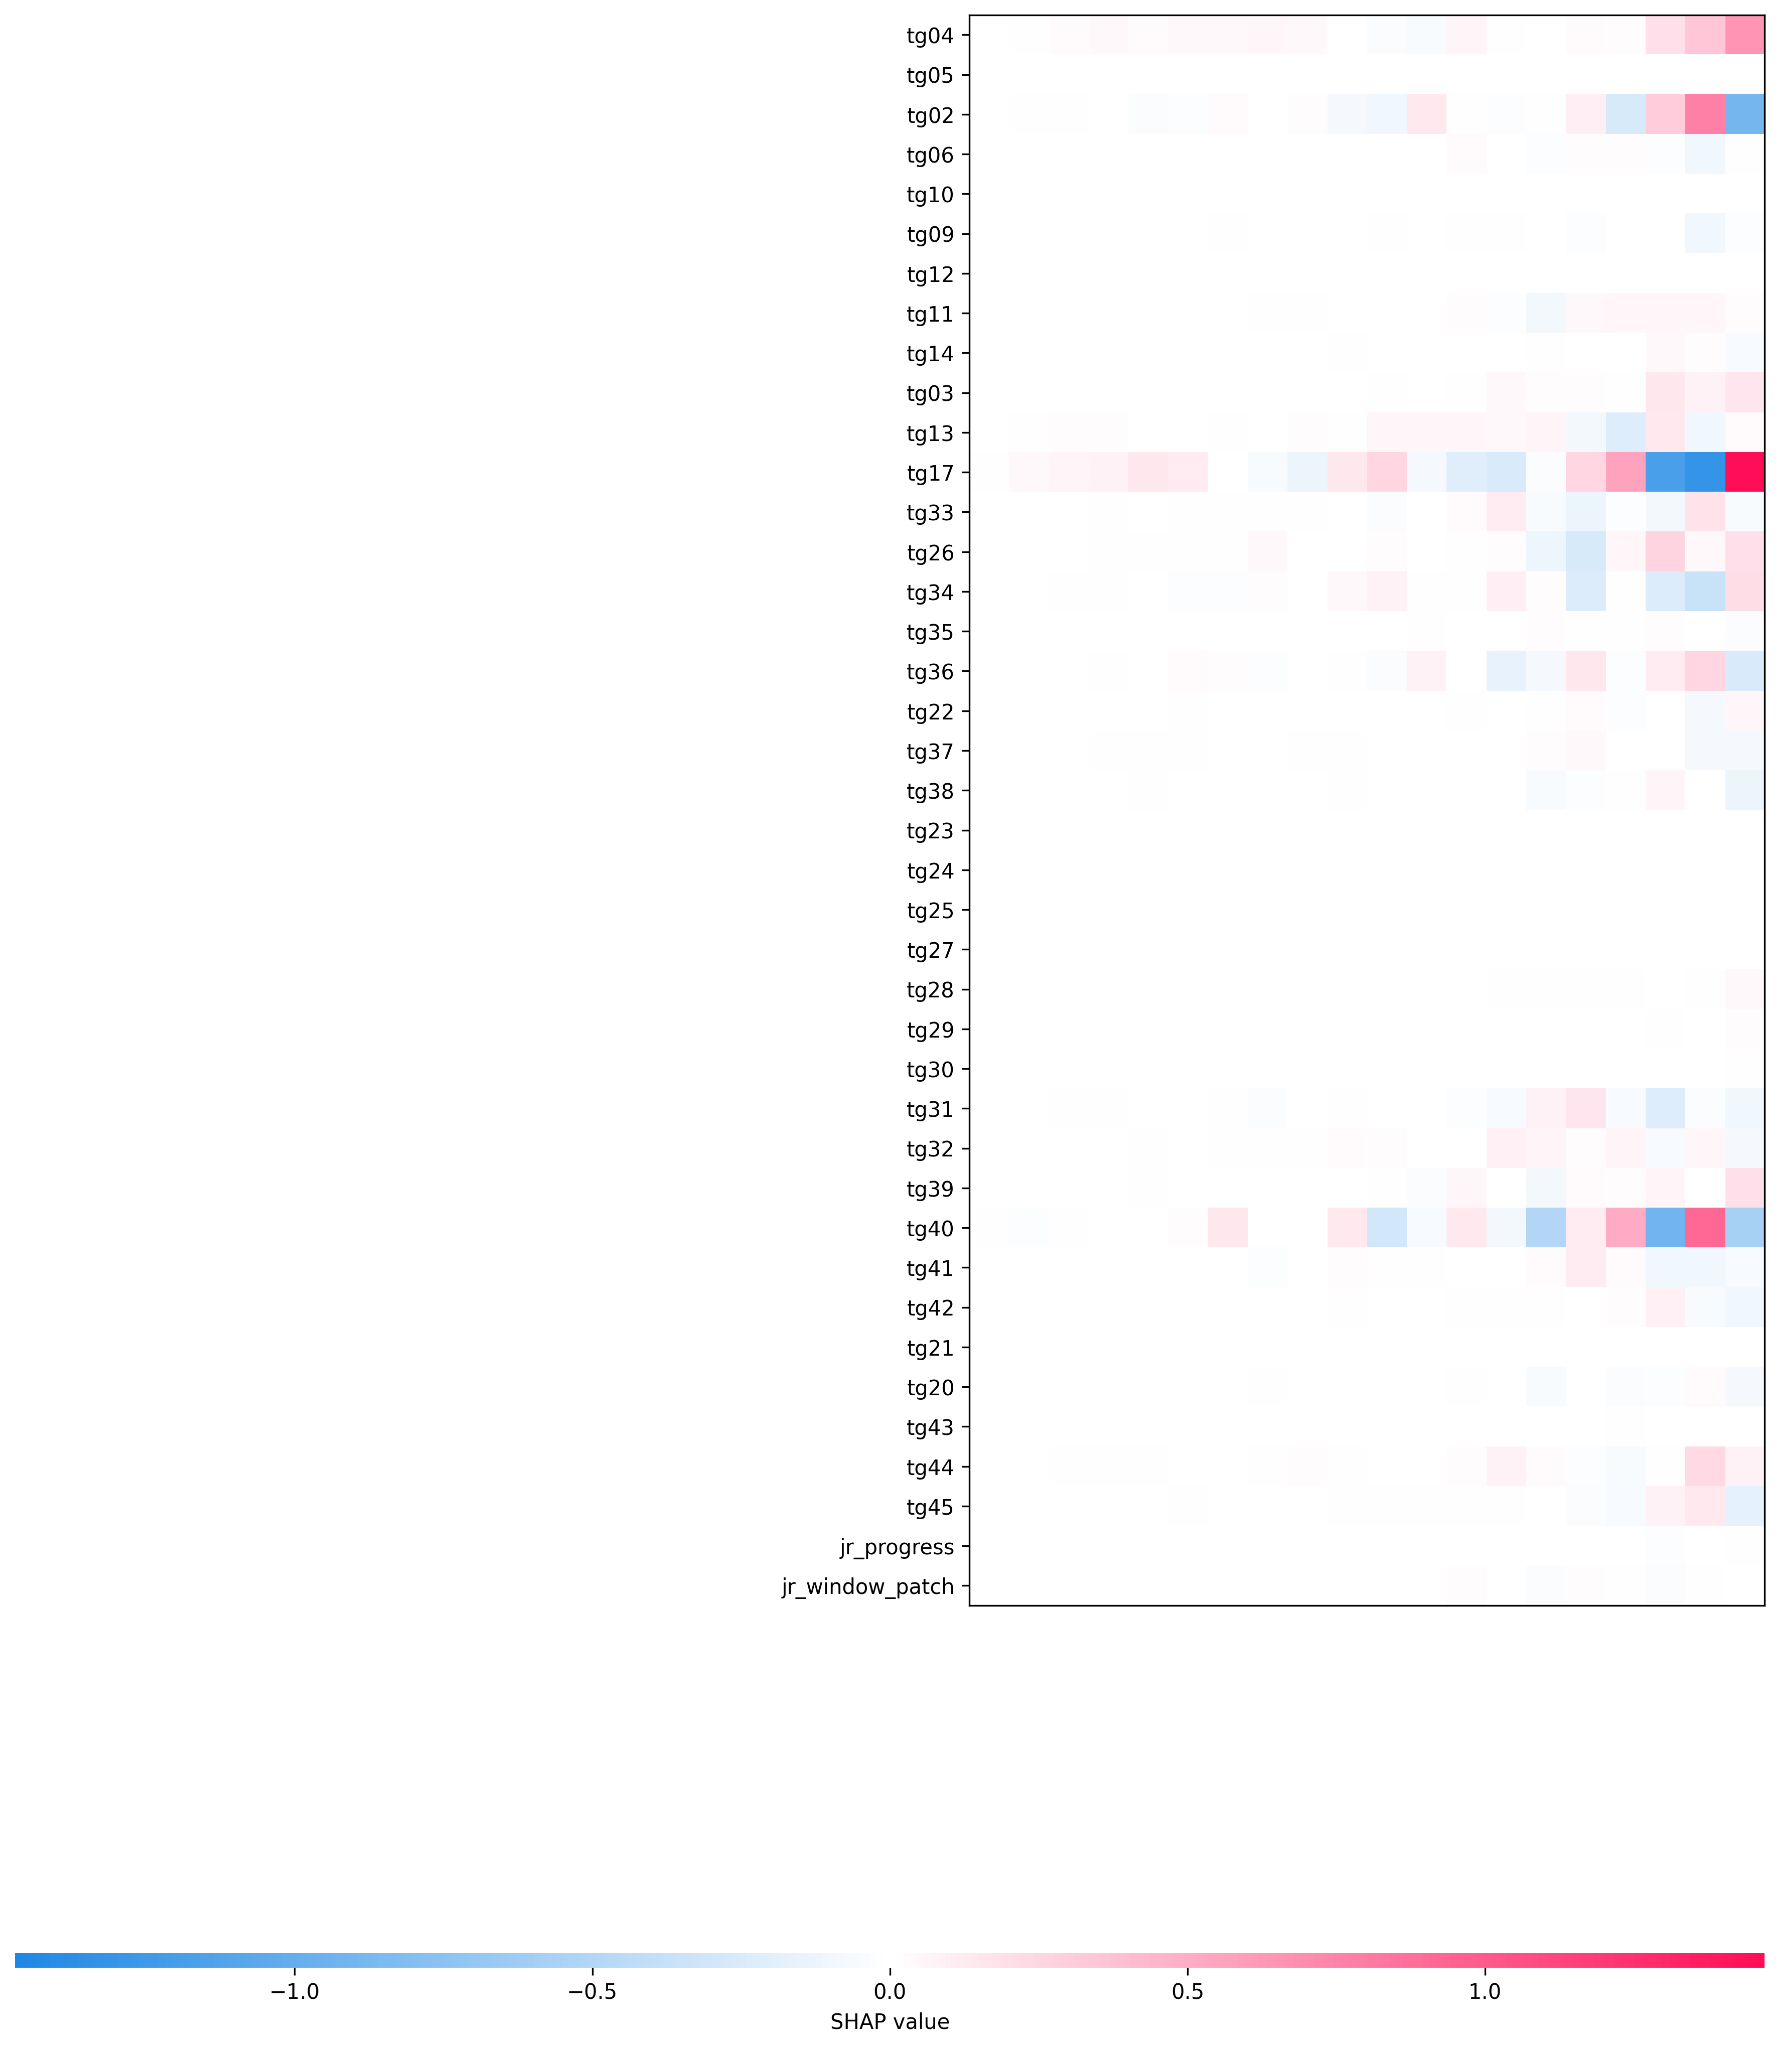 tg04
tg05
tg02
tg06
tg10
tg09
tg12
tg11
tg14
tg03
tg13
tg17
tg33
tg26
tg34
tg35
tg36
tg22
tg37
tg38
tg23
tg24
tg25
tg27
tg28
tg29
tg30
tg31
tg32
tg39
tg40
tg41
tg42
tg21
tg20
tg43
tg44
tg45
jr_progress
jr_window_patch
−1.0 −0.5 0.0 0.5 1.0
SHAP value